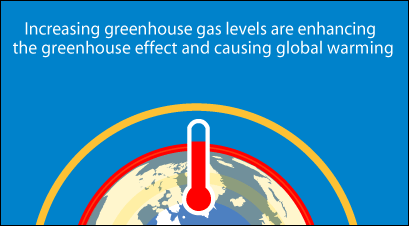 Increasing greenhouse gas levels are enhancing
the greenhouse effect and causing global warming